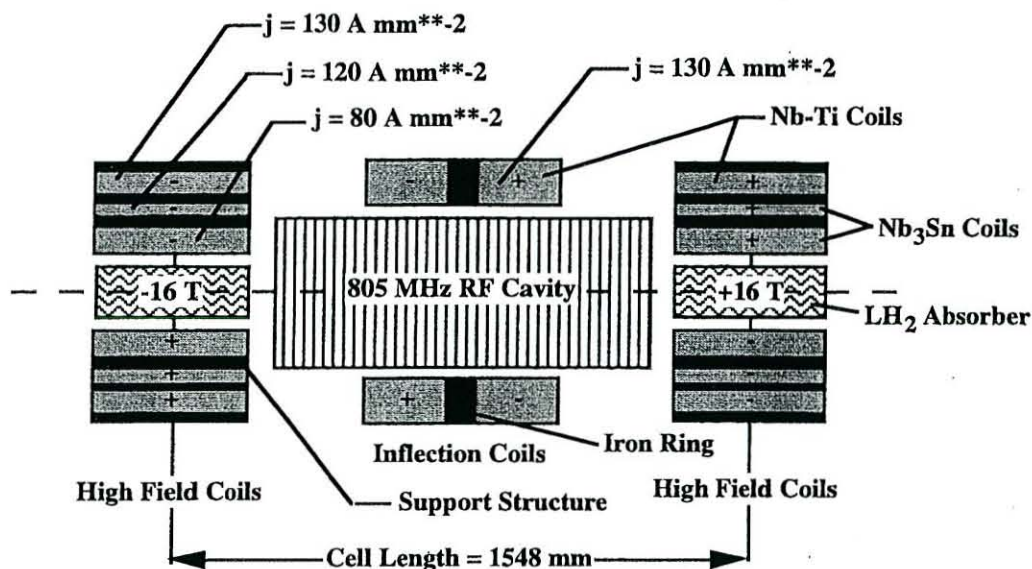 j = 130 A mm**-2
j = 120 A mm**-2
j = 130 A mm**-2
j = 80 A mm**-2
Nb-Ti Coils
- - +
- +
Nb3Sn Coils
- +
-16 T
805 MHz RF Cavity
+16 T
LH2 Absorber
+ -
+ -
+ + - -
Iron Ring
Inflection Coils
High Field Coils
Support Structure
High Field Coils
Cell Length = 1548 mm